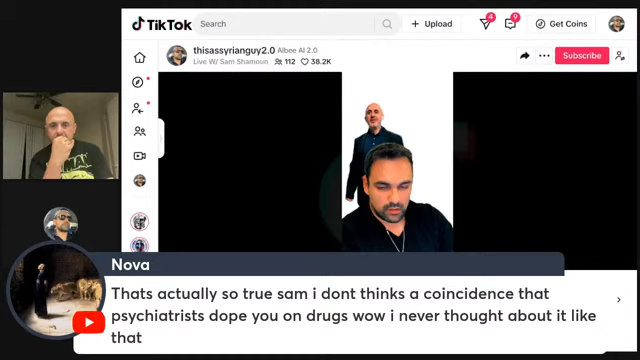 TikTok
Search
+ Upload
4
9
Get Coins
thisassyrianguy2.0 AIbee AI 2.0
Live W/ Sam Shamoun 112 38.2K
Subscribe
Nova
Thats actually so true sam i dont thinks a coincidence that
psychiatrists dope you on drugs wow i never thought about it like
that